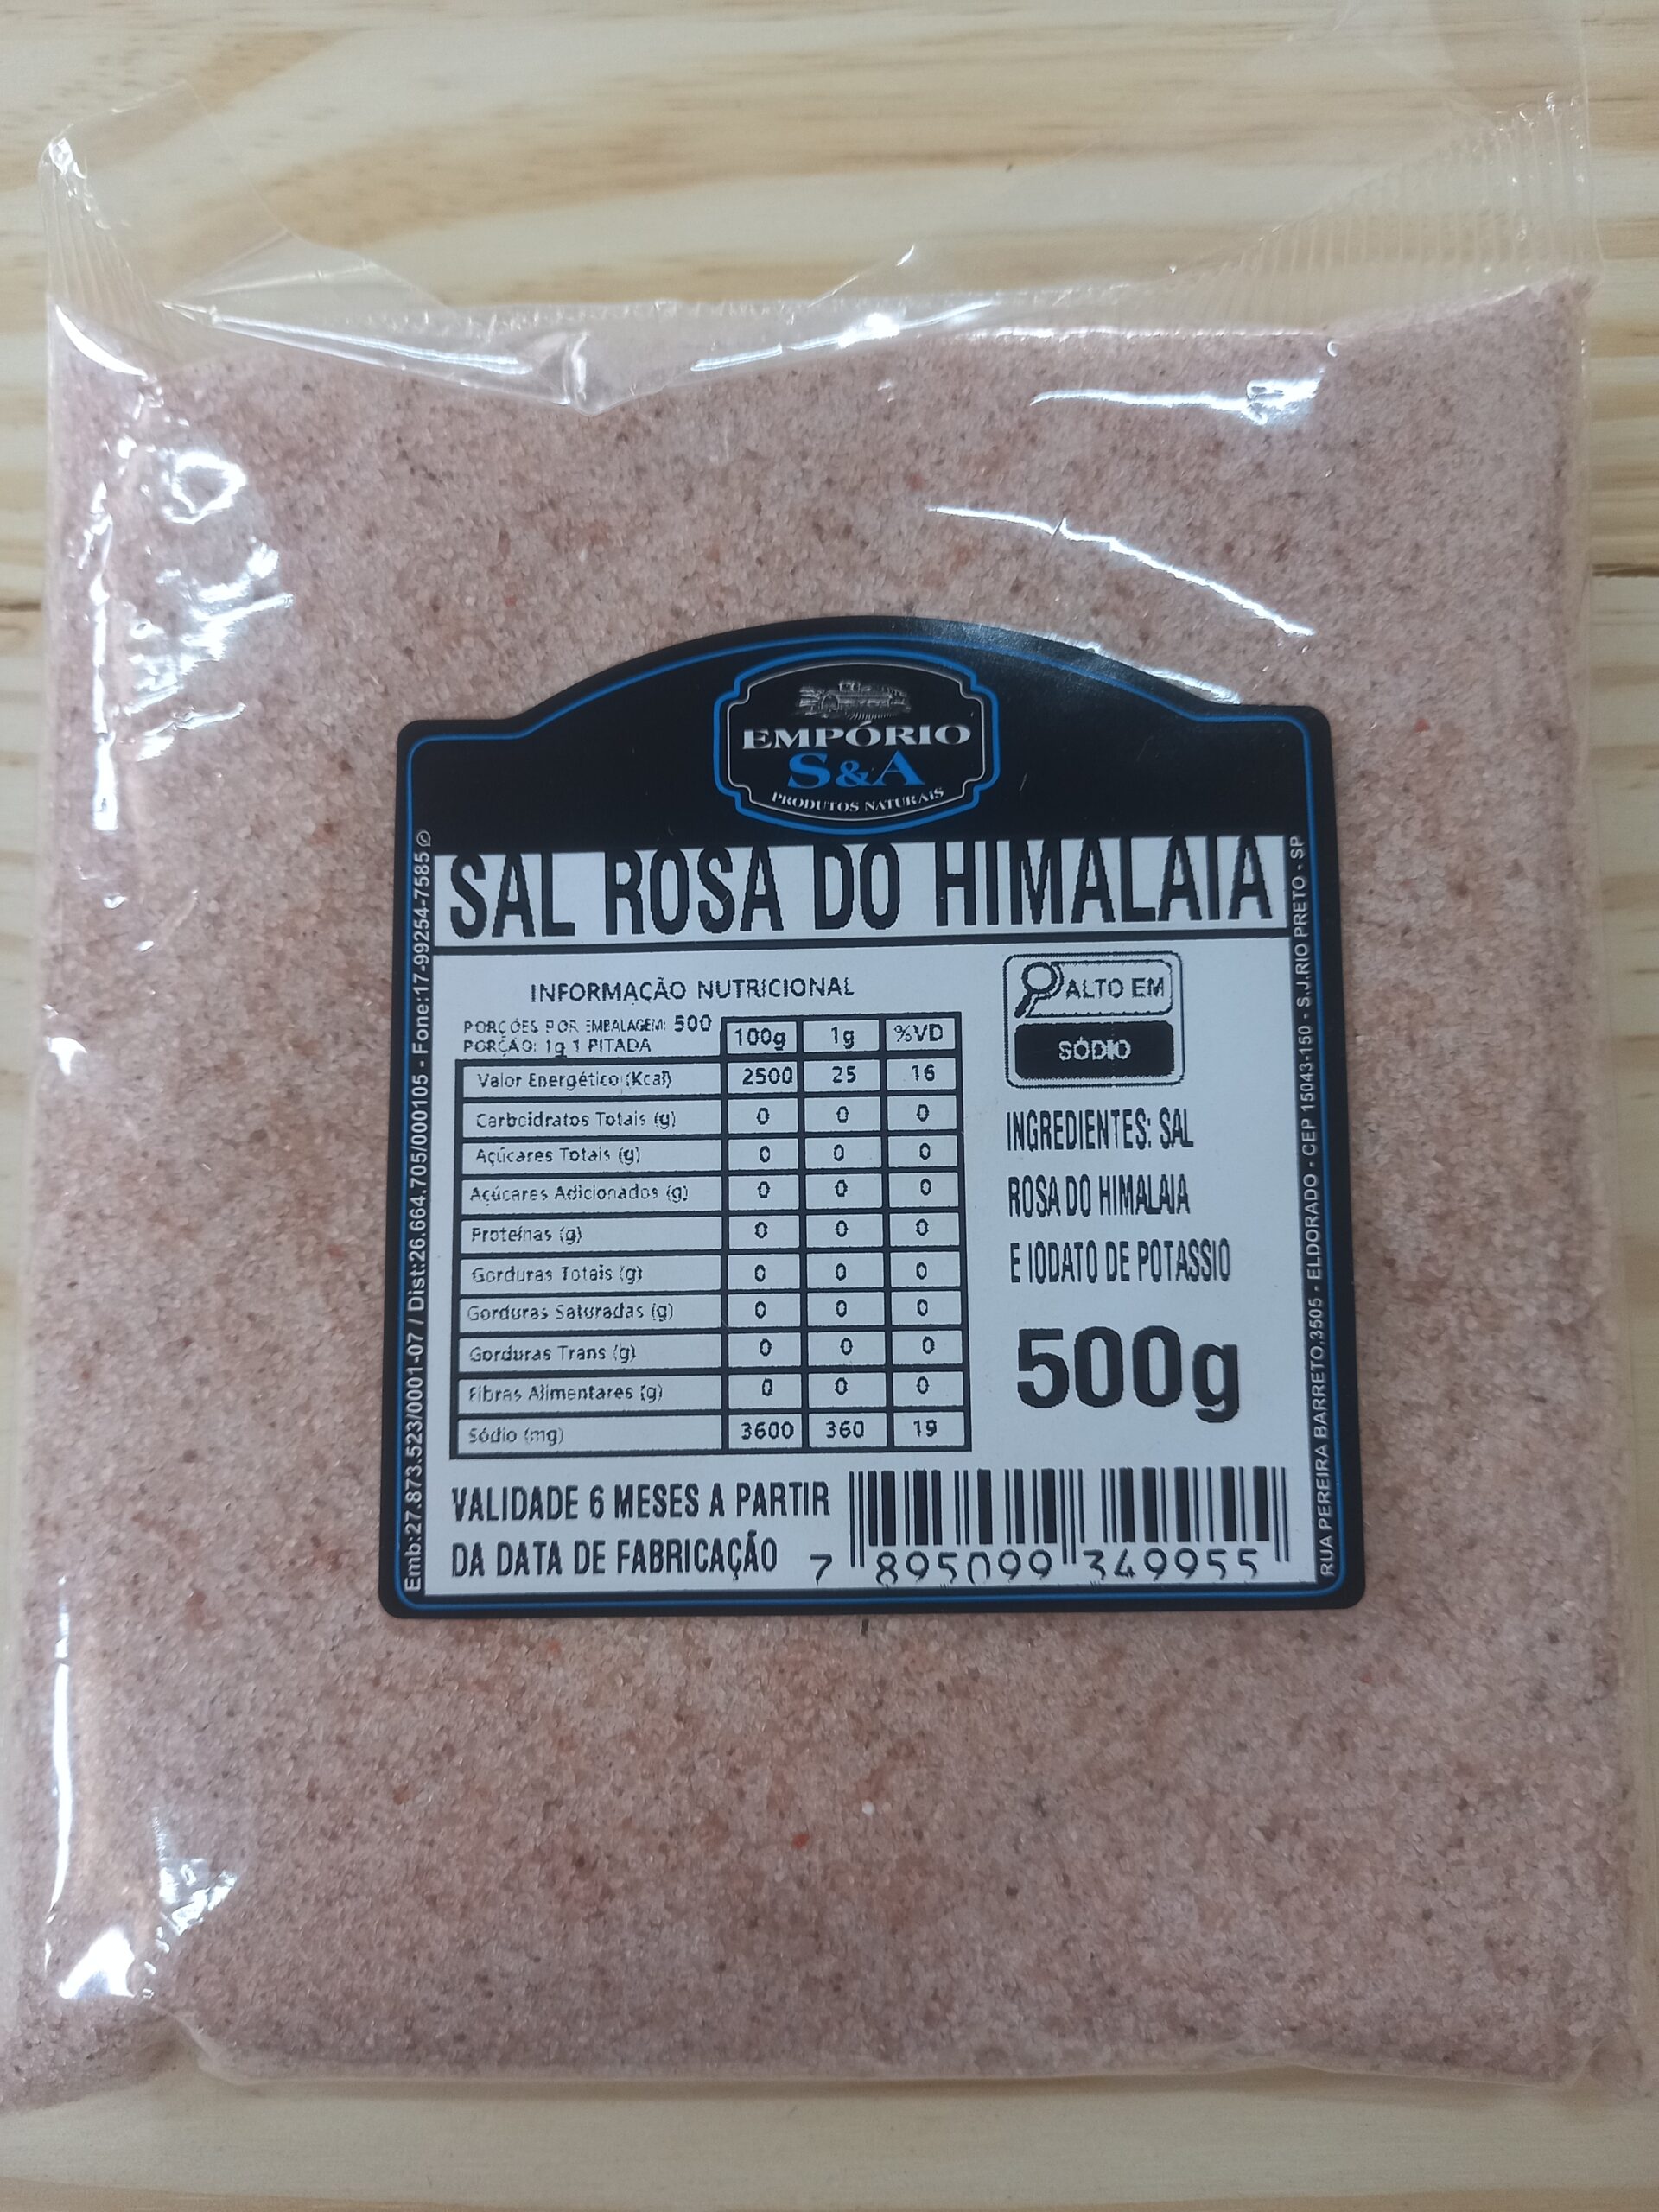 EMPÓRIO
S&A
PRODUTOS NATURAIS
SAL ROSA DO HIMALAIA
INFORMAÇÃO NUTRICIONAL
PORÇÕES POR EMBALAGEM: 500
PORÇÃO: 1g 1 PITADA
100g 1g %VD
Valor Energético (Kcal) 2500 25 16
Carboidratos Totais (g) 0 0 0
Açúcares Totais (g) 0 0 0
Açúcares Adicionados (g) 0 0 0
Proteínas (g) 0 0 0
Gorduras Totais (g) 0 0 0
Gorduras Saturadas (g) 0 0 0
Gorduras Trans (g) 0 0 0
Fibras Alimentares (g) 0 0 0
Sódio (mg) 3600 360 19
ALTO EM
SÓDIO
INGREDIENTES: SAL
ROSA DO HIMALAIA
E IODATO DE POTASSIO
500g
VALIDADE 6 MESES A PARTIR
DA DATA DE FABRICAÇÃO
7 895099 349955
Emb:27.873.523/0001-07 / Dist:26.664.705/000105 - Fone:17-99254-7585
RUA PEREIRA BARRETO,3505 - ELDORADO - CEP 15043-150 - S.J.RIO PRETO - SP